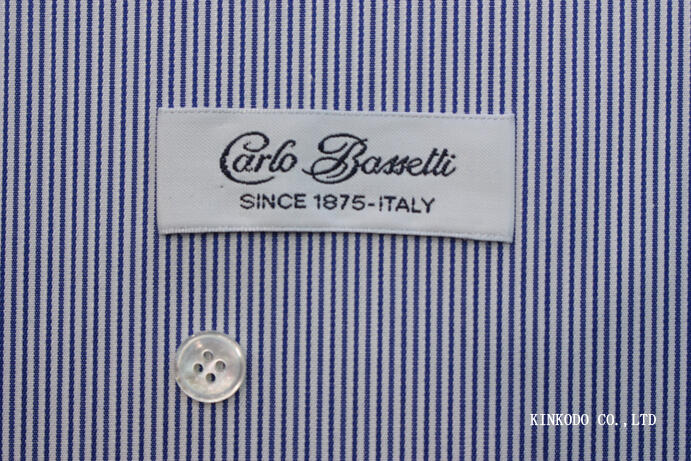 Carlo Bassetti
SINCE 1875-ITALY
KINKODO CO.,LTD